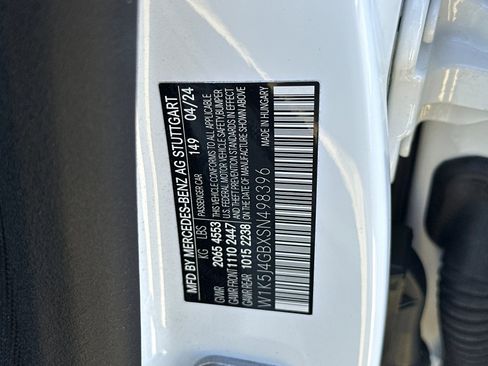 MFD BY MERCEDES-BENZ AG STUTTGART
PASSENGER CAR 149 04/24
KG LBS
GVWR 2065 4553
GAWR FRONT 1110 2447
GAWR REAR 1015 2238
THIS VEHICLE CONFORMS TO ALL APPLICABLE
U.S. FEDERAL MOTOR VEHICLE SAFETY, BUMPER
AND THEFT PREVENTION STANDARDS IN EFFECT
ON THE DATE OF MANUFACTURE SHOWN ABOVE
W1K5J4GBXSN498396
MADE IN HUNGARY